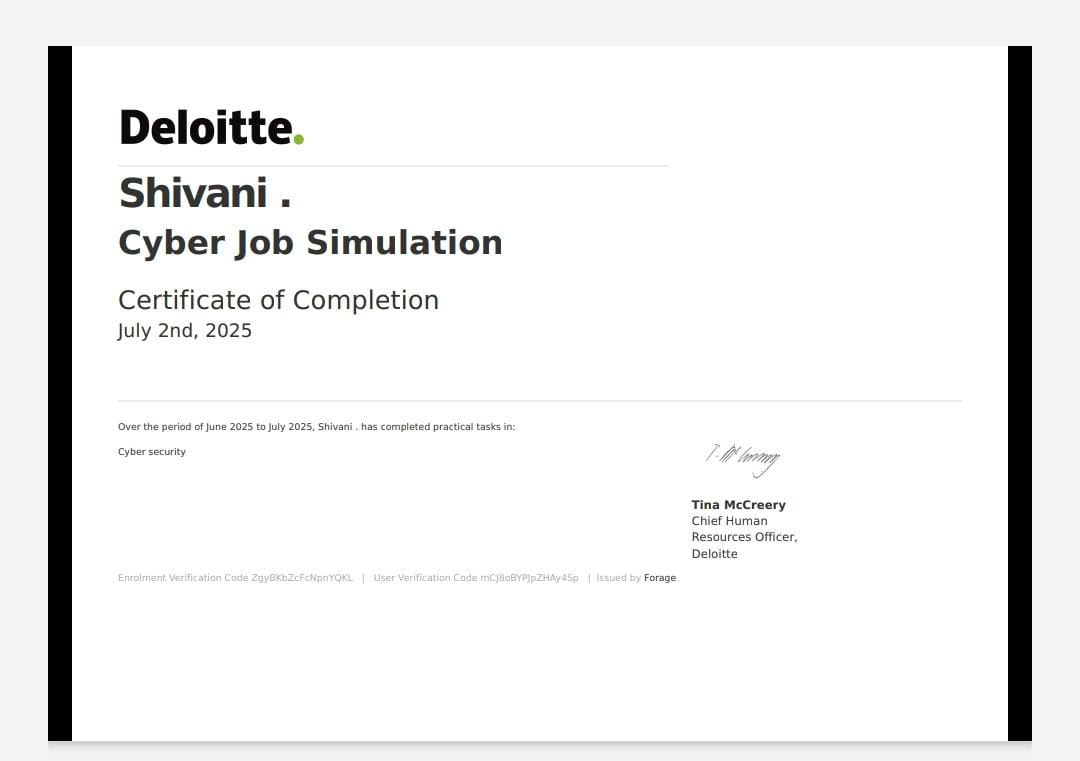 Deloitte.
Shivani .
Cyber Job Simulation
Certificate of Completion
July 2nd, 2025
Over the period of June 2025 to July 2025, Shivani . has completed practical tasks in:
Cyber security
Tina McCreery
Chief Human
Resources Officer,
Deloitte
Enrolment Verification Code ZgyBKbZcFcNpnYQKL | User Verification Code mCJ8oBYPJpZHAy4Sp | Issued by Forage